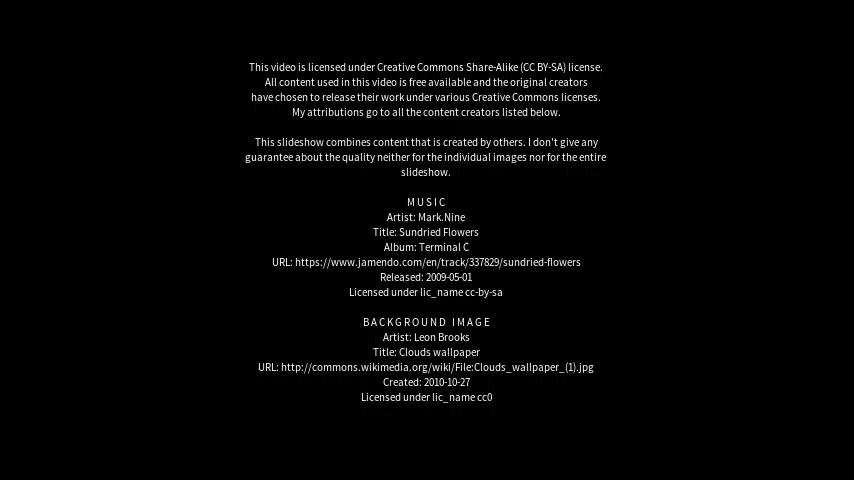 This video is licensed under Creative Commons Share-Alike (CC BY-SA) license.
All content used in this video is free available and the original creators
have chosen to release their work under various Creative Commons licenses.
My attributions go to all the content creators listed below.
This slideshow combines content that is created by others. I don't give any
guarantee about the quality neither for the individual images nor for the entire
slideshow.
MUSIC
Artist: Mark.Nine
Title: Sundried Flowers
Album: Terminal C
URL: https://www.jamendo.com/en/track/337829/sundried-flowers
Released: 2009-05-01
Licensed under lic_name cc-by-sa
BACKGROUND IMAGE
Artist: Leon Brooks
Title: Clouds wallpaper
URL: http://commons.wikimedia.org/wiki/File:Clouds_wallpaper_(1).jpg
Created: 2010-10-27
Licensed under lic_name cc0